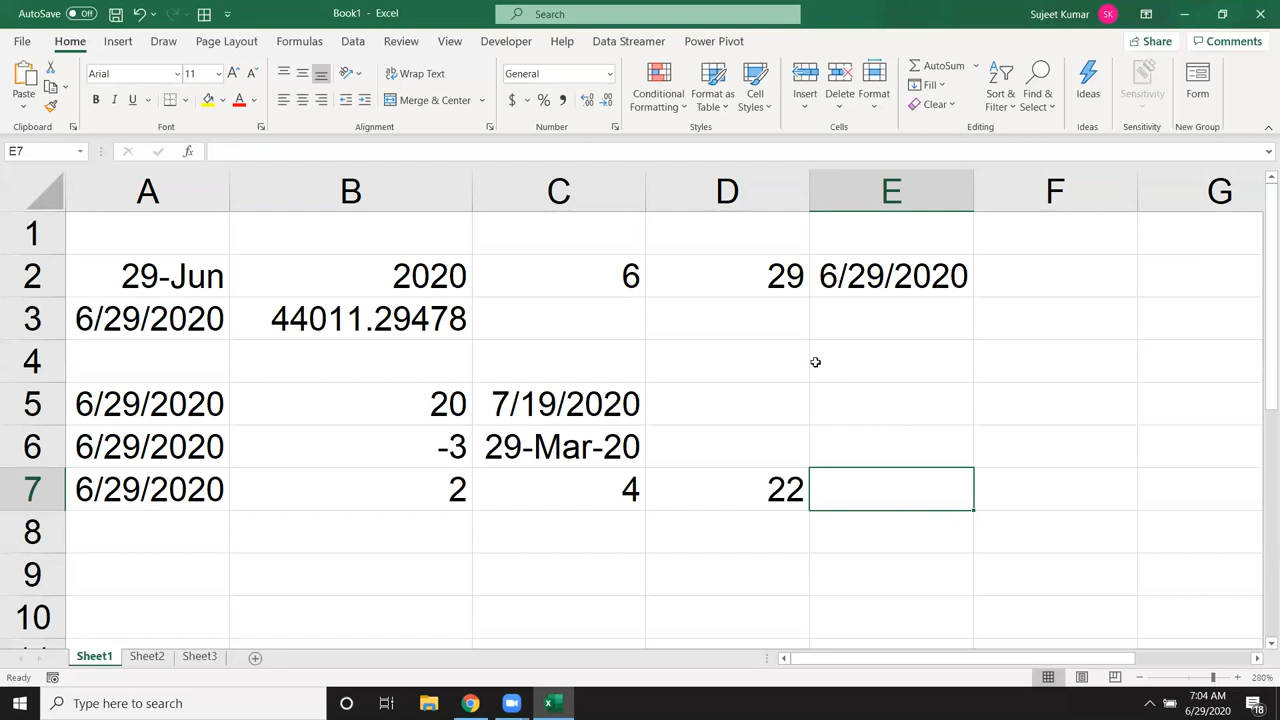 AutoSave Off Book1 - Excel Search Sujeet Kumar SK
File Home Insert Draw Page Layout Formulas Data Review View Developer Help Data Streamer Power Pivot Share Comments
Paste Arial 11 A A Wrap Text General Conditional Formatting Format as Table Cell Styles Insert Delete Format AutoSum Fill Clear Sort & Filter Find & Select Ideas Sensitivity Form
B I U A Merge & Center $ % ,
Clipboard Font Alignment Number Styles Cells Editing Ideas Sensitivity New Group
E7 fx
A B C D E F G
1
2 29-Jun 2020 6 29 6/29/2020
3 6/29/2020 44011.29478
4
5 6/29/2020 20 7/19/2020
6 6/29/2020 -3 29-Mar-20
7 6/29/2020 2 4 22
8
9
10
Sheet1 Sheet2 Sheet3
Ready 280%
Type here to search 7:04 AM
6/29/2020 18